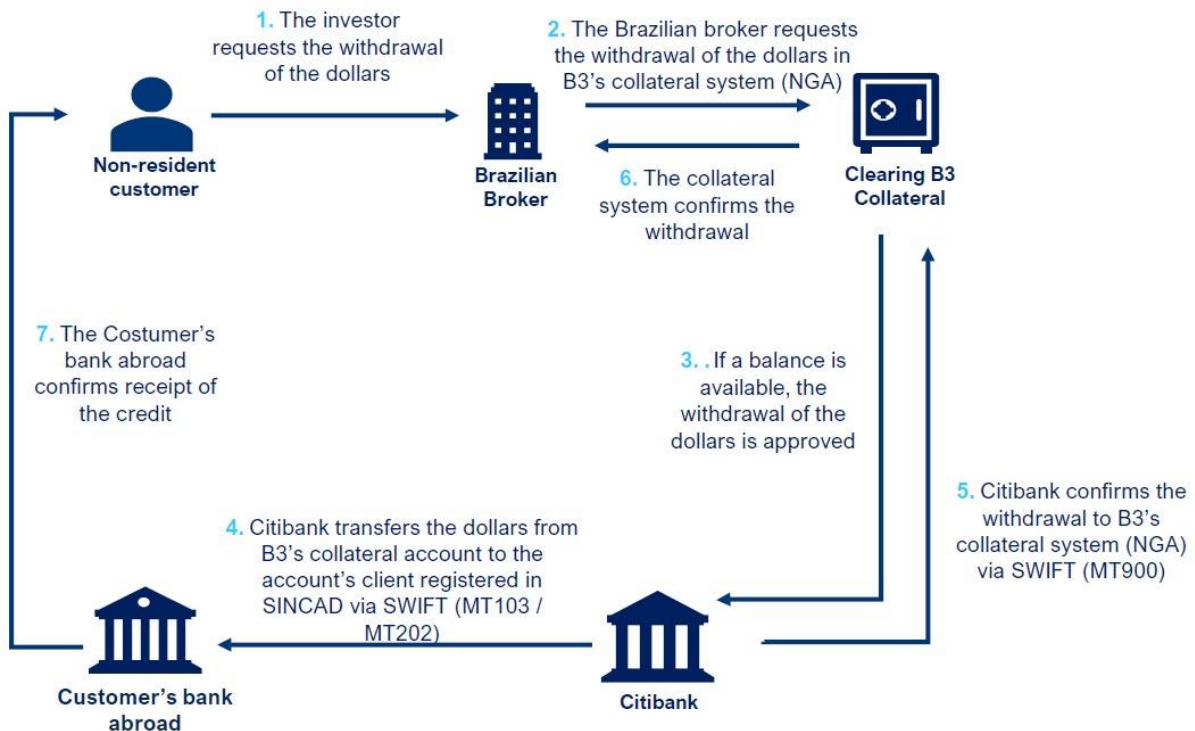 1. The investor
requests the withdrawal
of the dollars
2. The Brazilian broker requests
the withdrawal of the dollars in
B3's collateral system (NGA)
Non-resident
customer
Brazilian
Broker
Clearing B3
Collateral
6. The collateral
system confirms the
withdrawal
7. The Costumer's
bank abroad
confirms receipt of
the credit
3. . If a balance is
available, the
withdrawal of the
dollars is approved
4. Citibank transfers the dollars from
B3's collateral account to the
account's client registered in
SINCAD via SWIFT (MT103 /
MT202)
5. Citibank confirms the
withdrawal to B3's
collateral system (NGA)
via SWIFT (MT900)
Customer's bank
abroad
Citibank